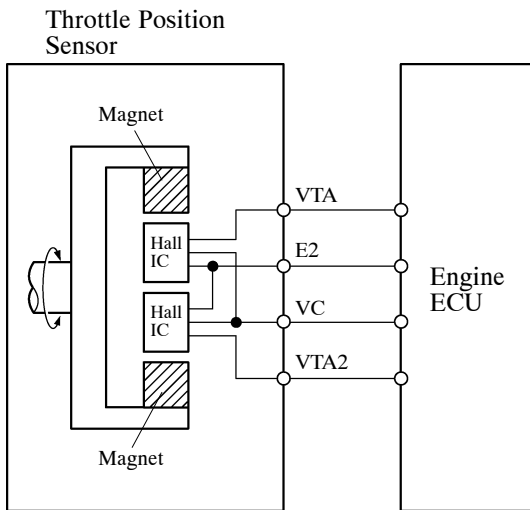 Throttle Position
Sensor
Magnet
VTA
Hall
IC
E2
Engine
ECU
Hall
IC
VC
VTA2
Magnet